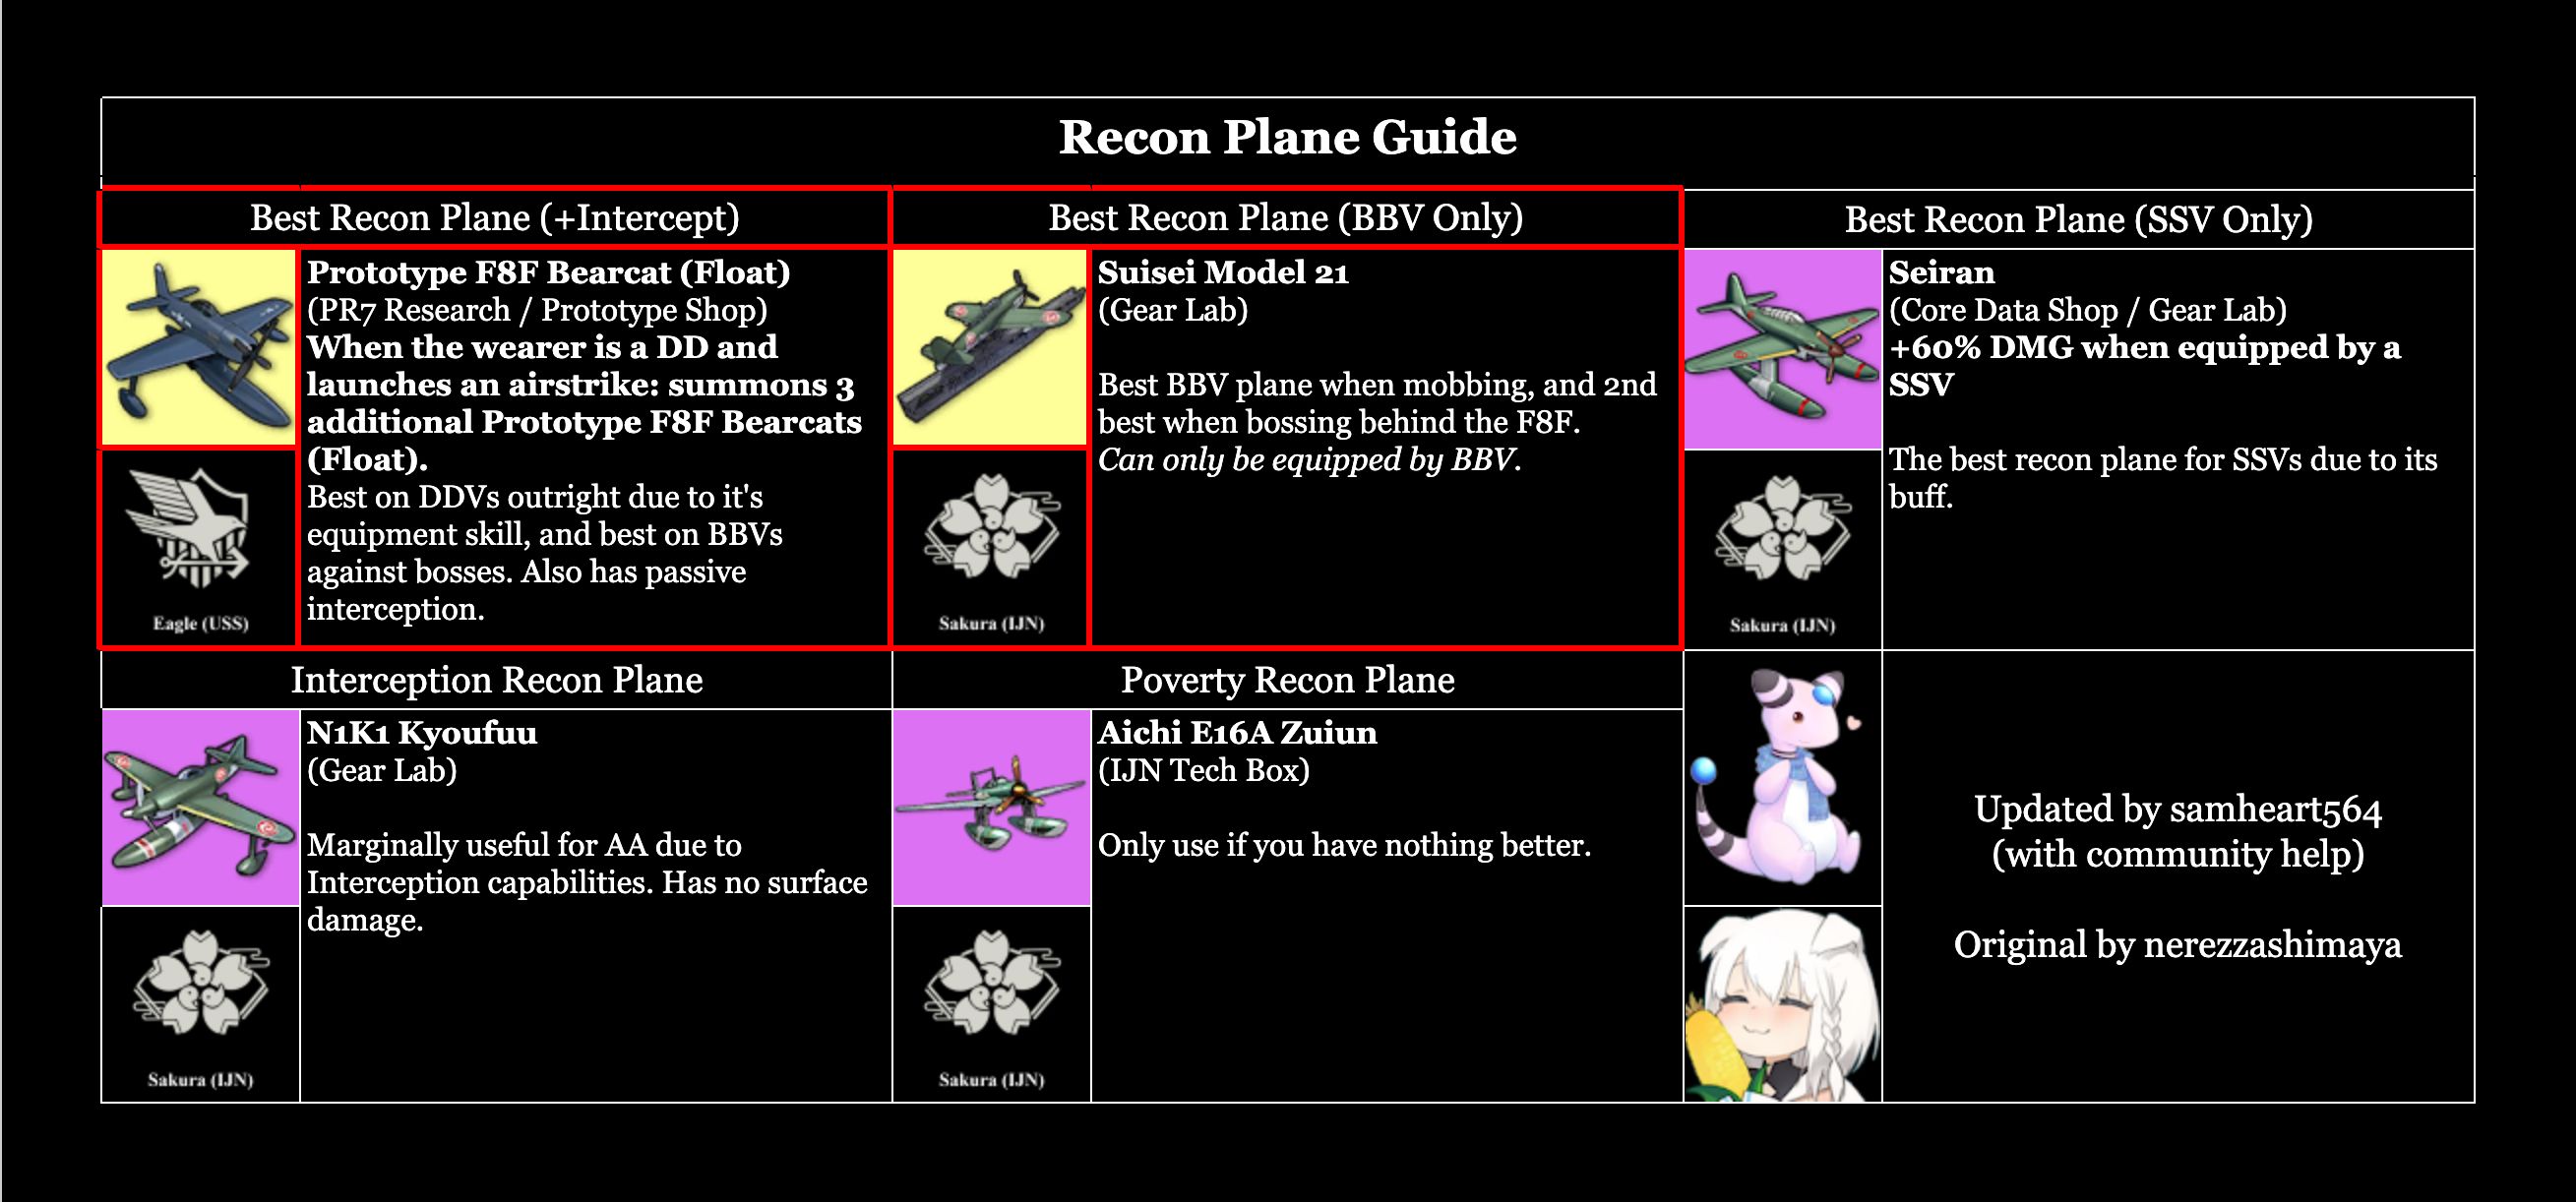 Recon Plane Guide
Best Recon Plane (+Intercept)
Prototype F8F Bearcat (Float)
(PR7 Research / Prototype Shop)
When the wearer is a DD and
launches an airstrike: summons 3
additional Prototype F8F Bearcats
(Float).
Best on DDVs outright due to it's
equipment skill, and best on BBVs
against bosses. Also has passive
interception.
Eagle (USS)
Best Recon Plane (BBV Only)
Suisei Model 21
(Gear Lab)
Best BBV plane when mobbing, and 2nd
best when bossing behind the F8F.
Can only be equipped by BBV.
Sakura (IJN)
Best Recon Plane (SSV Only)
Seiran
(Core Data Shop / Gear Lab)
+60% DMG when equipped by a
SSV
The best recon plane for SSVs due to its
buff.
Sakura (IJN)
Interception Recon Plane
N1K1 Kyoufuu
(Gear Lab)
Marginally useful for AA due to
Interception capabilities. Has no surface
damage.
Sakura (IJN)
Poverty Recon Plane
Aichi E16A Zuiun
(IJN Tech Box)
Only use if you have nothing better.
Sakura (IJN)
Updated by samheart564
(with community help)
Original by nerezzashimaya